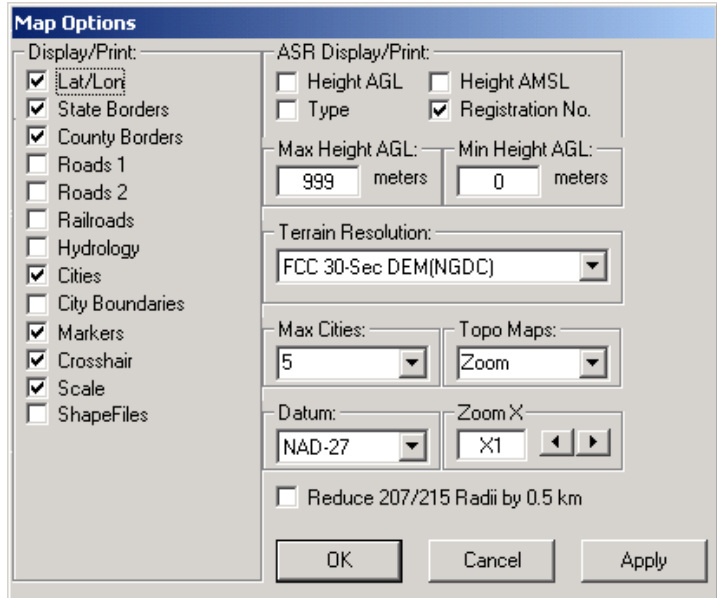 Map Options
Display/Print:
Lat/Lon
State Borders
County Borders
Roads 1
Roads 2
Railroads
Hydrology
Cities
City Boundaries
Markers
Crosshair
Scale
ShapeFiles
ASR Display/Print:
Height AGL
Height AMSL
Type
Registration No.
Max Height AGL:
999 meters
Min Height AGL:
0 meters
Terrain Resolution:
FCC 30-Sec DEM(NGDC)
Max Cities:
5
Topo Maps:
Zoom
Datum:
NAD-27
Zoom X
X1
Reduce 207/215 Radii by 0.5 km
OK
Cancel
Apply